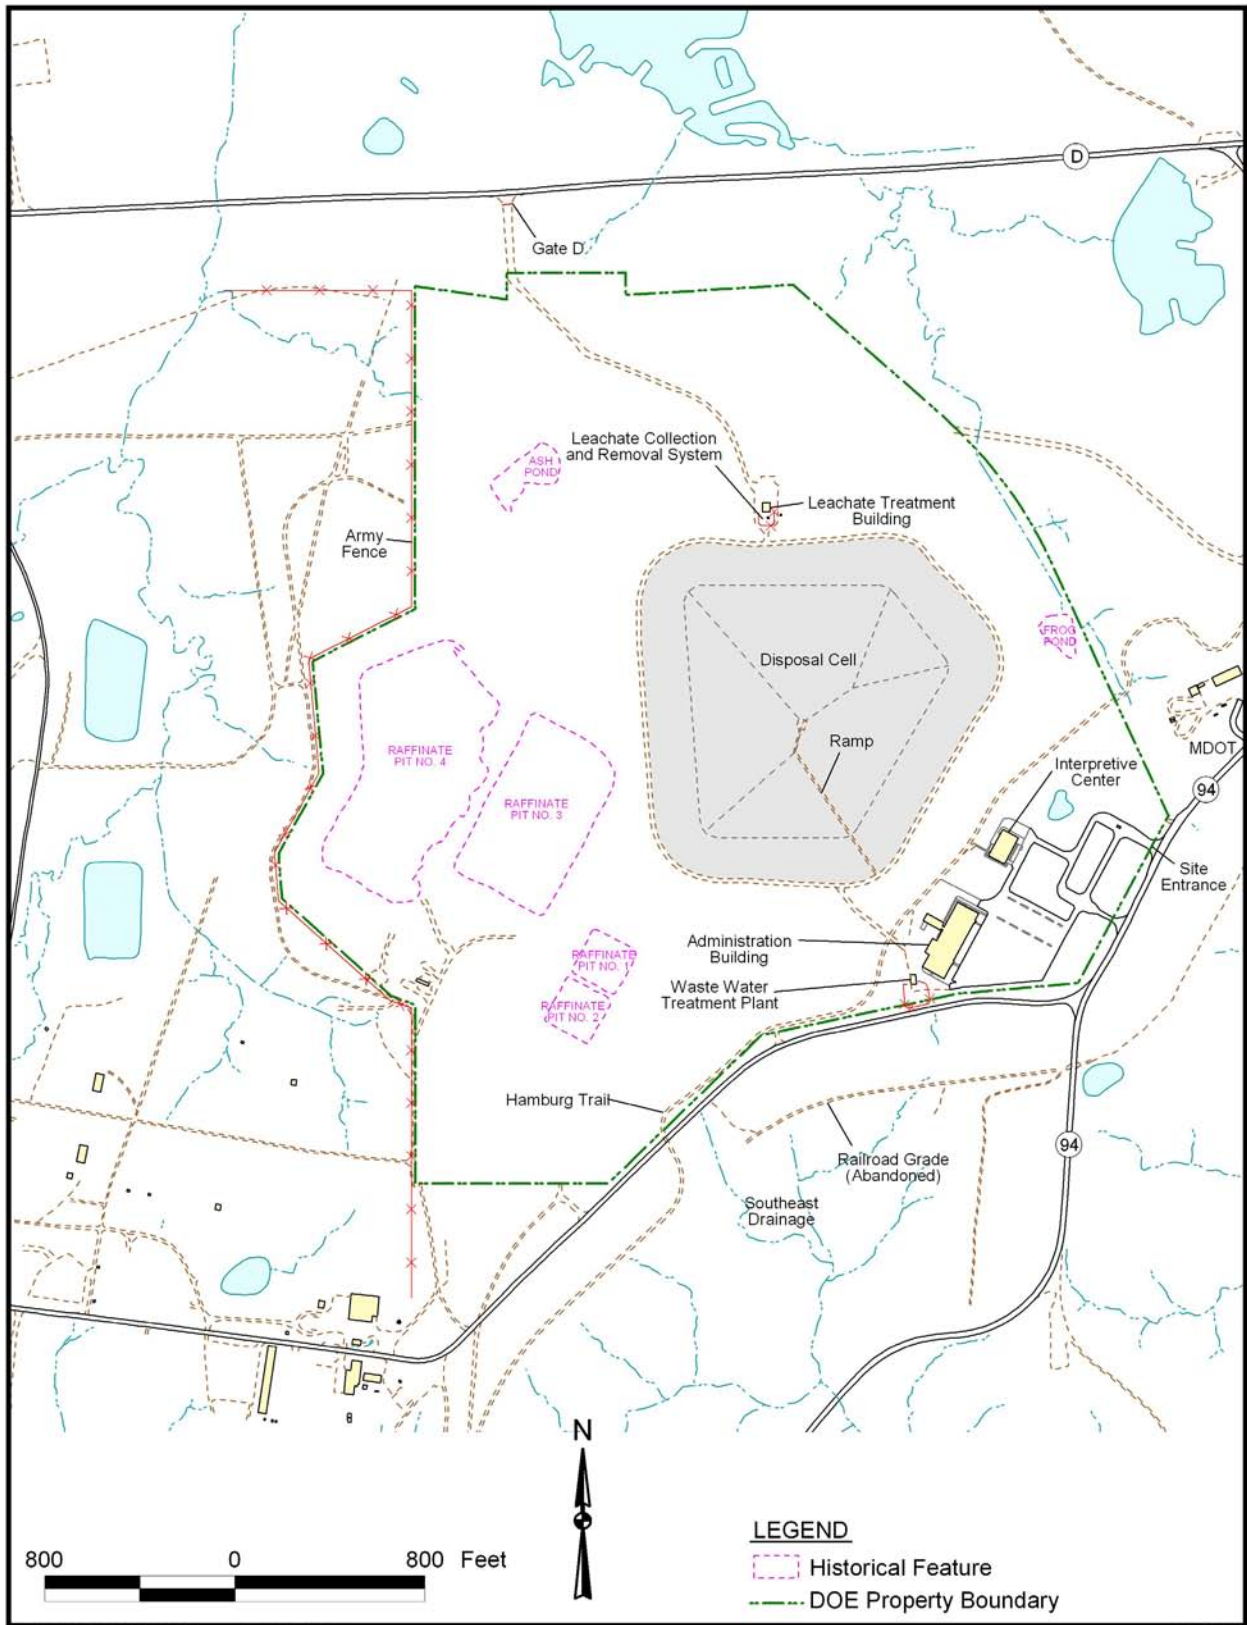 D
Gate D
Leachate Collection
and Removal System
ASH
POND
Leachate Treatment
Building
Army
Fence
FROG
POND
Disposal Cell
RAFFINATE
PIT NO. 4
Ramp
MDOT
Interpretive
Center
94
RAFFINATE
PIT NO. 3
Site
Entrance
Administration
Building
RAFFINATE
PIT NO. 1
Waste Water
Treatment Plant
RAFFINATE
PIT NO. 2
Hamburg Trail
94
Railroad Grade
(Abandoned)
Southeast
Drainage
N
LEGEND
800 0 800 Feet
Historical Feature
DOE Property Boundary